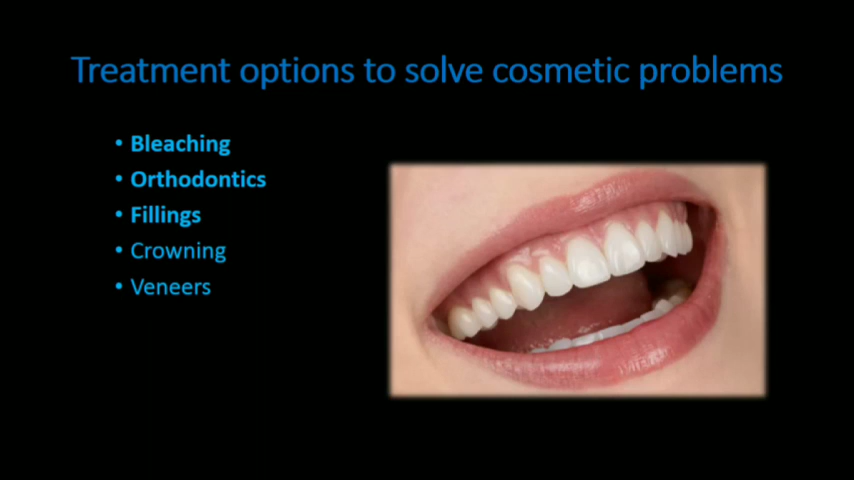 Treatment options to solve cosmetic problems
• Bleaching
• Orthodontics
• Fillings
• Crowning
• Veneers